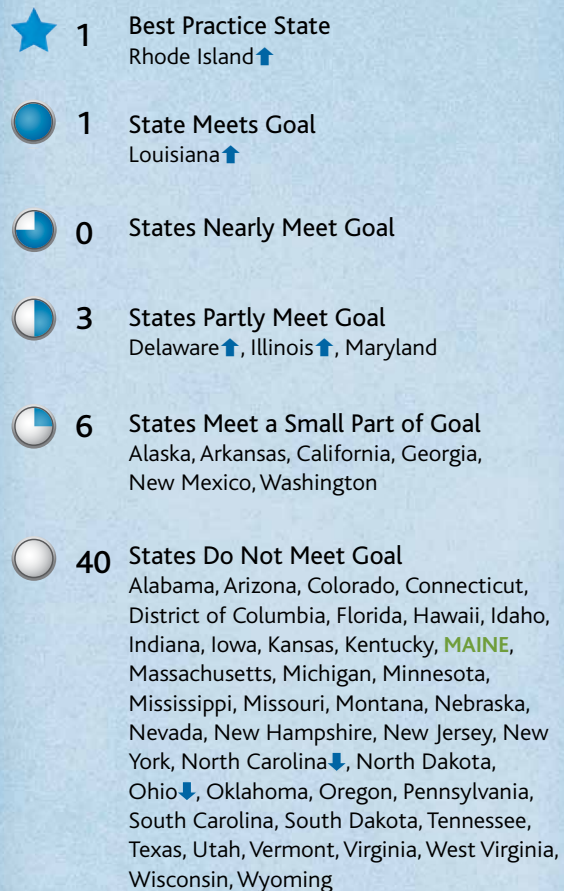 1 Best Practice State
Rhode Island⬆
1 State Meets Goal
Louisiana⬆
0 States Nearly Meet Goal
3 States Partly Meet Goal
Delaware⬆, Illinois⬆, Maryland
6 States Meet a Small Part of Goal
Alaska, Arkansas, California, Georgia,
New Mexico, Washington
40 States Do Not Meet Goal
Alabama, Arizona, Colorado, Connecticut,
District of Columbia, Florida, Hawaii, Idaho,
Indiana, Iowa, Kansas, Kentucky, MAINE,
Massachusetts, Michigan, Minnesota,
Mississippi, Missouri, Montana, Nebraska,
Nevada, New Hampshire, New Jersey, New
York, North Carolina⬇, North Dakota,
Ohio⬇, Oklahoma, Oregon, Pennsylvania,
South Carolina, South Dakota, Tennessee,
Texas, Utah, Vermont, Virginia, West Virginia,
Wisconsin, Wyoming